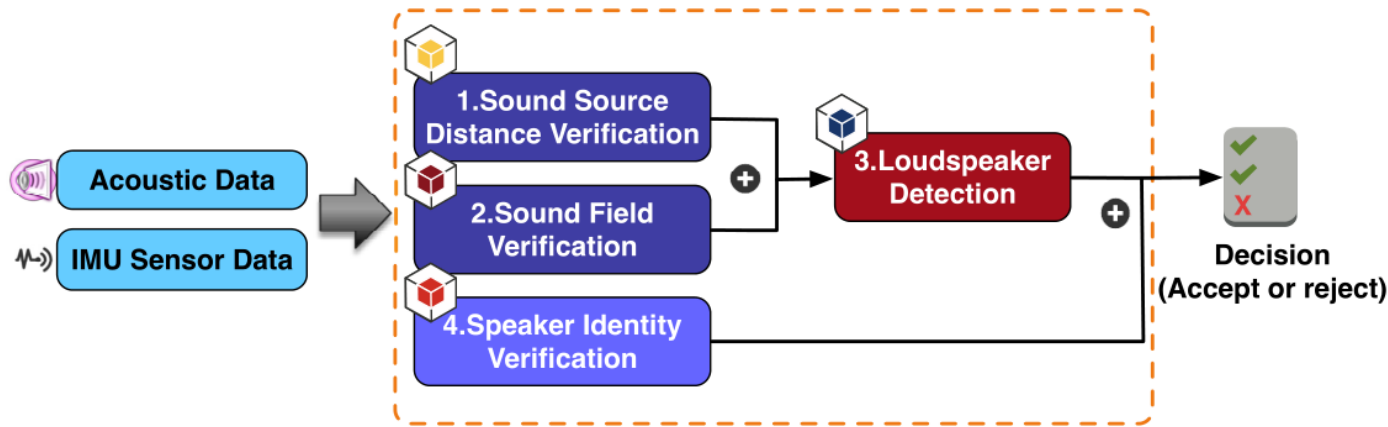 Acoustic Data
IMU Sensor Data
1.Sound Source
Distance Verification
2.Sound Field
Verification
4.Speaker Identity
Verification
3.Loudspeaker
Detection
X
Decision
(Accept or reject)